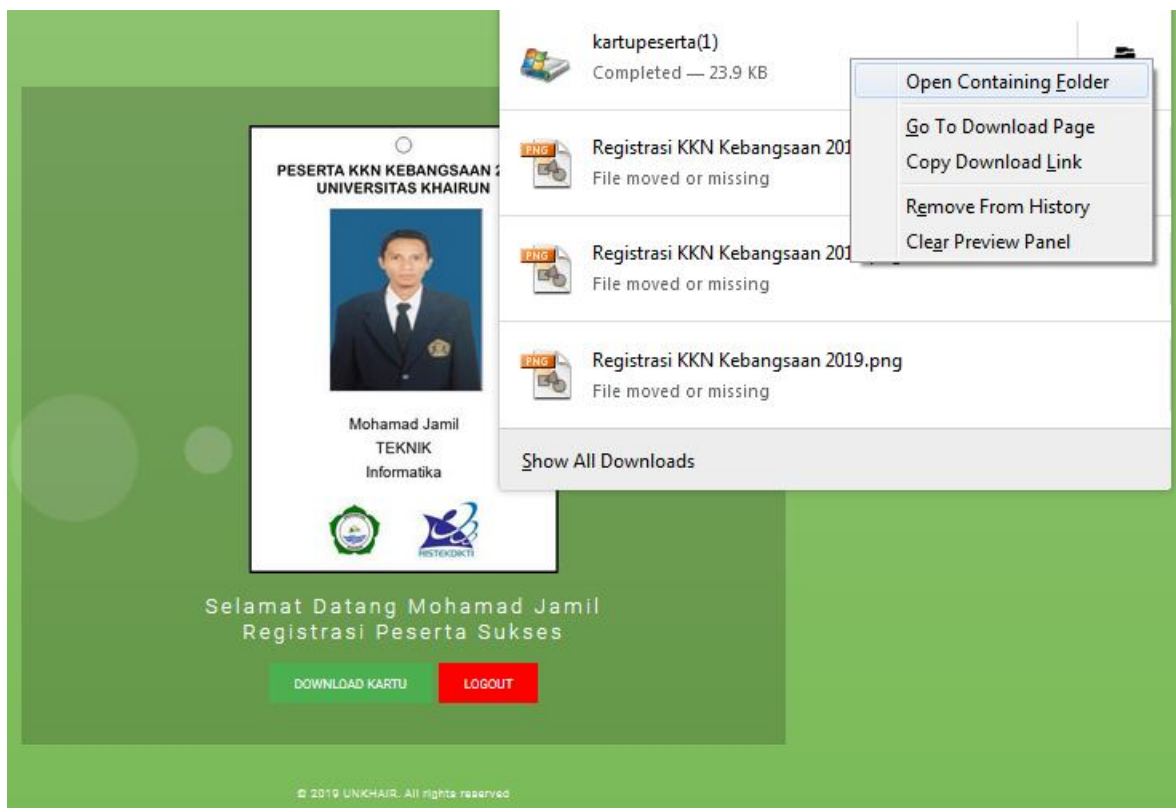 kartupeserta(1)
Completed — 23.9 KB
Open Containing Folder
Go To Download Page
Copy Download Link
Remove From History
Clear Preview Panel
PNG
Registrasi KKN Kebangsaan 201
File moved or missing
PNG
Registrasi KKN Kebangsaan 201
File moved or missing
PNG
Registrasi KKN Kebangsaan 2019.png
File moved or missing
Show All Downloads
PESERTA KKN KEBANGSAAN
UNIVERSITAS KHAIRUN
Mohamad Jamil
TEKNIK
Informatika
RISTEKDIKTI
Selamat Datang Mohamad Jamil
Registrasi Peserta Sukses
DOWNLOAD KARTU
LOGOUT
© 2019 UNKHAIR. All rights reserved